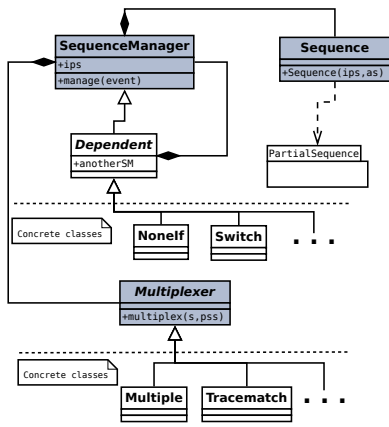 SequenceManager
+ips
+manage(event)
Sequence
+Sequence(ips,as)
Dependent
+anotherSM
PartialSequence
Concrete classes
NoneIf
Switch
. . .
Multiplexer
+multiplex(s,pss)
Concrete classes
Multiple
Tracematch
. . .